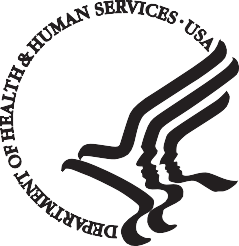 DEPARTMENT OF HEALTH & HUMAN SERVICES · USA